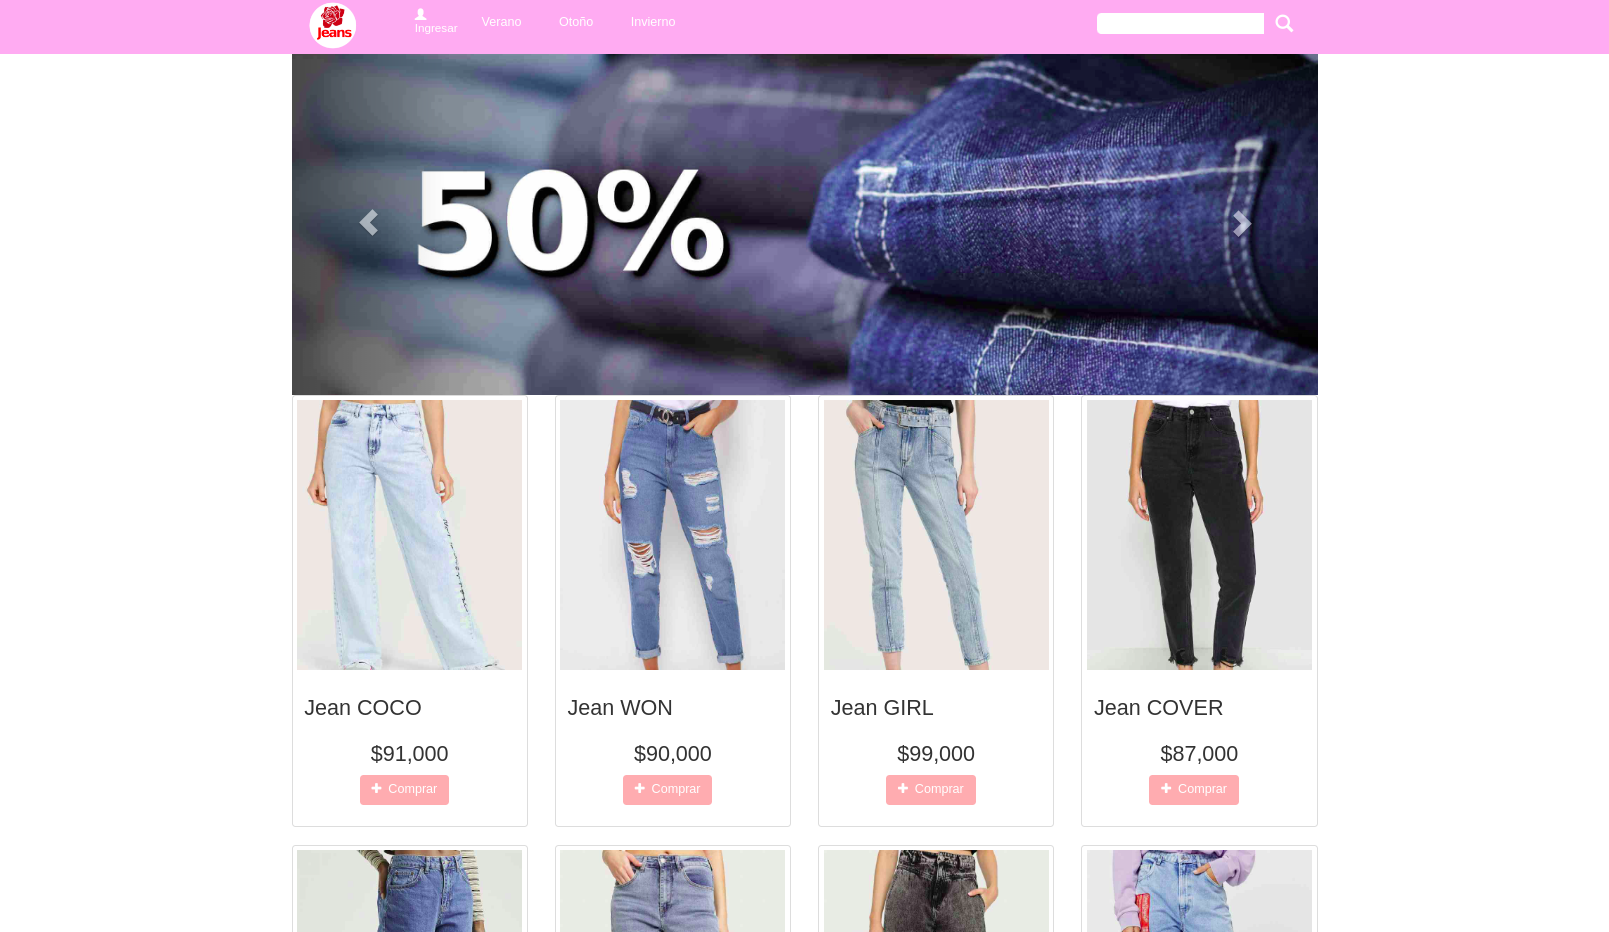 Jeans
Ingresar
Verano
Otoño
Invierno
50%
Jean COCO
$91,000
Comprar
Jean WON
$90,000
Comprar
Jean GIRL
$99,000
Comprar
Jean COVER
$87,000
Comprar